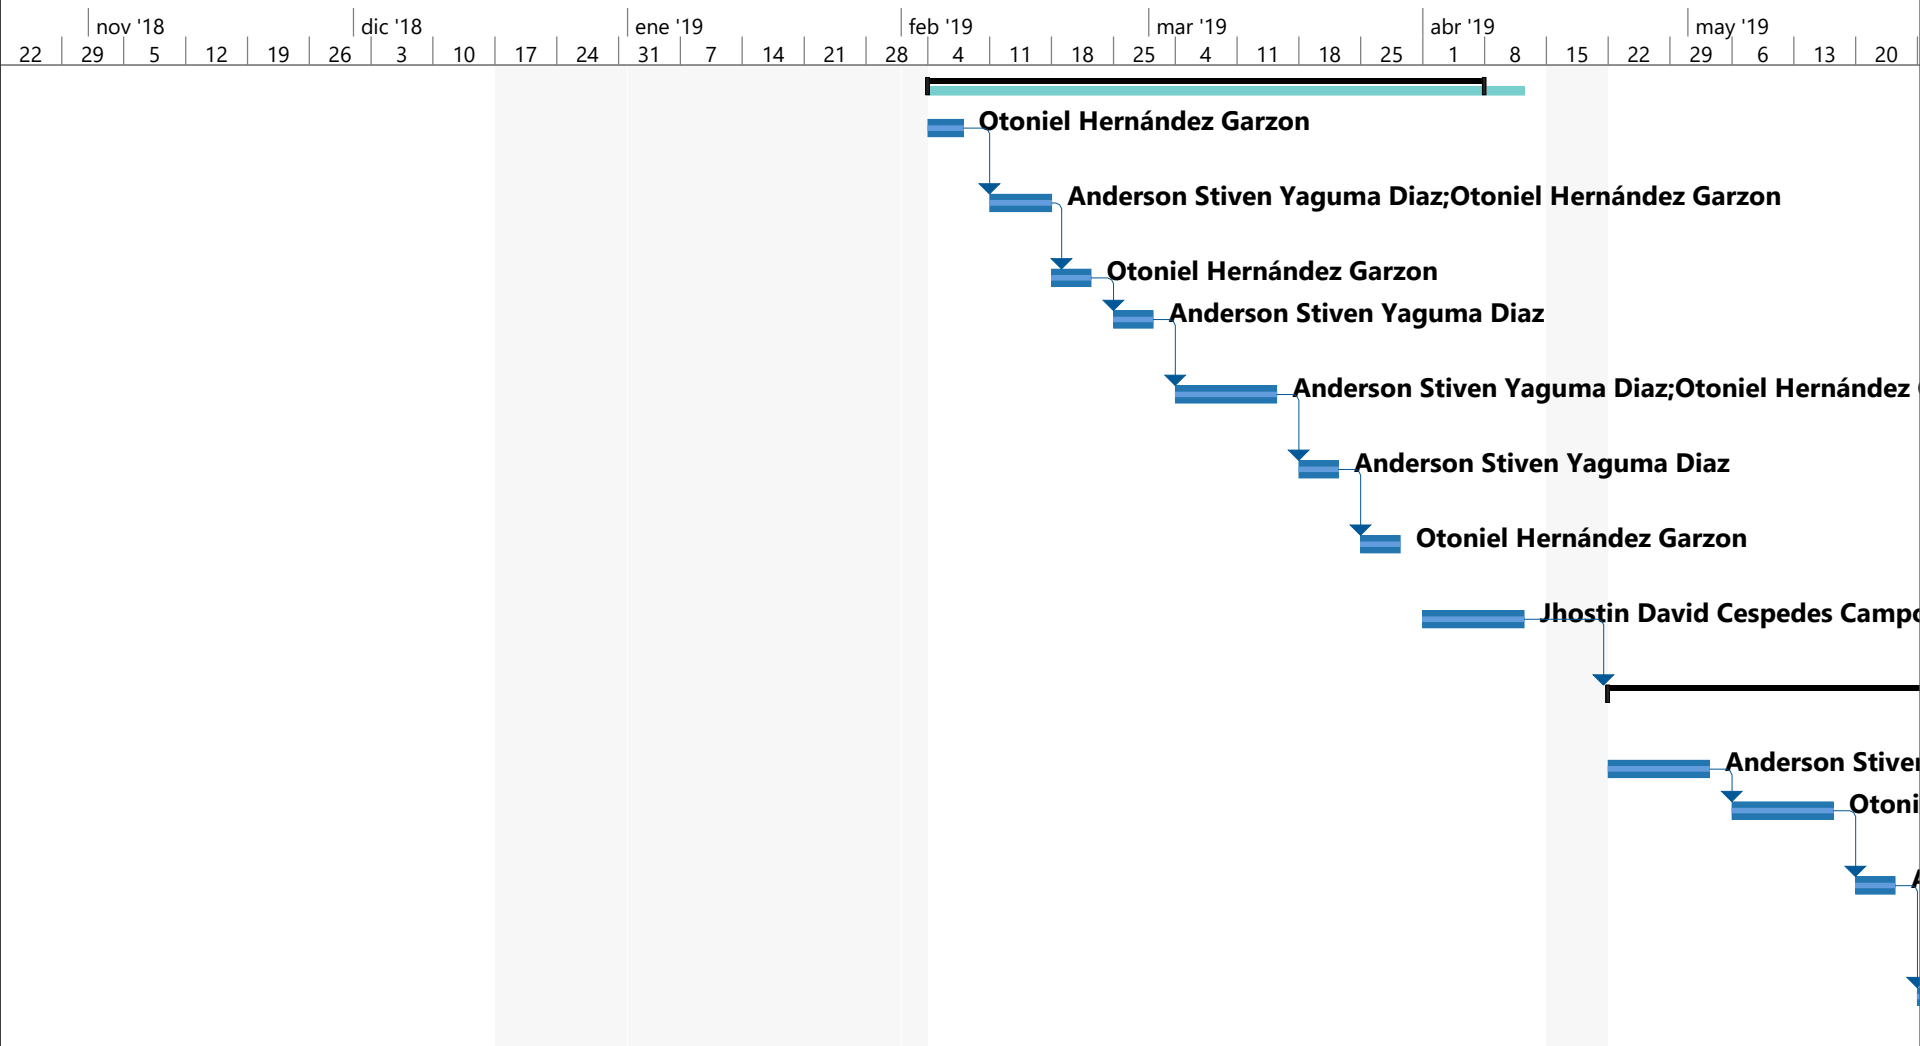 nov '18 dic '18 ene '19 feb '19 mar '19 abr '19 may '19
22 29 5 12 19 26 3 10 17 24 31 7 14 21 28 4 11 18 25 4 11 18 25 1 8 15 22 29 6 13 20
Otoniel Hernández Garzon
Anderson Stiven Yaguma Diaz;Otoniel Hernández Garzon
Otoniel Hernández Garzon
Anderson Stiven Yaguma Diaz
Anderson Stiven Yaguma Diaz;Otoniel Hernández
Anderson Stiven Yaguma Diaz
Otoniel Hernández Garzon
Jhostin David Cespedes
Anderson